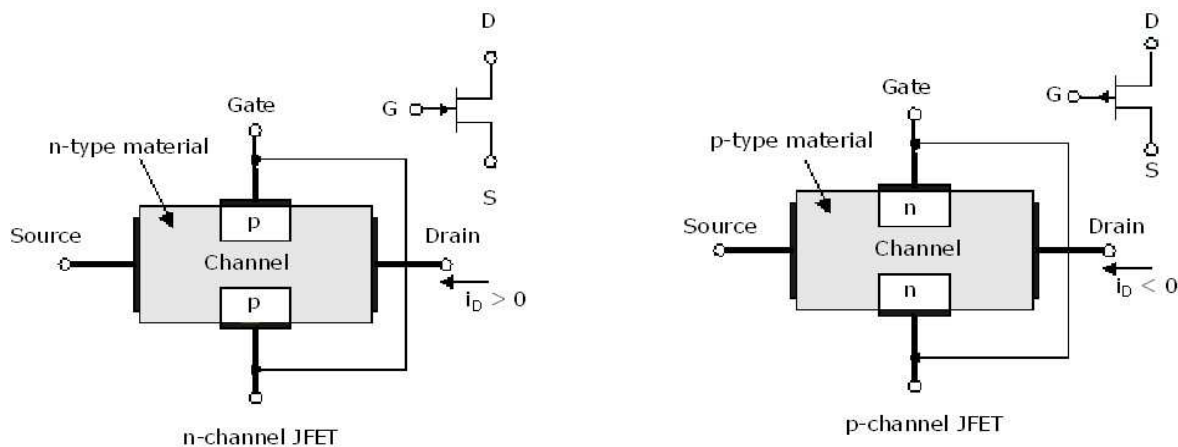 D
Gate
G
n-type material
S
p
Source
Drain
Channel
i_D > 0
p
n-channel JFET
D
Gate
G
p-type material
S
n
Source
Drain
Channel
i_D < 0
n
p-channel JFET